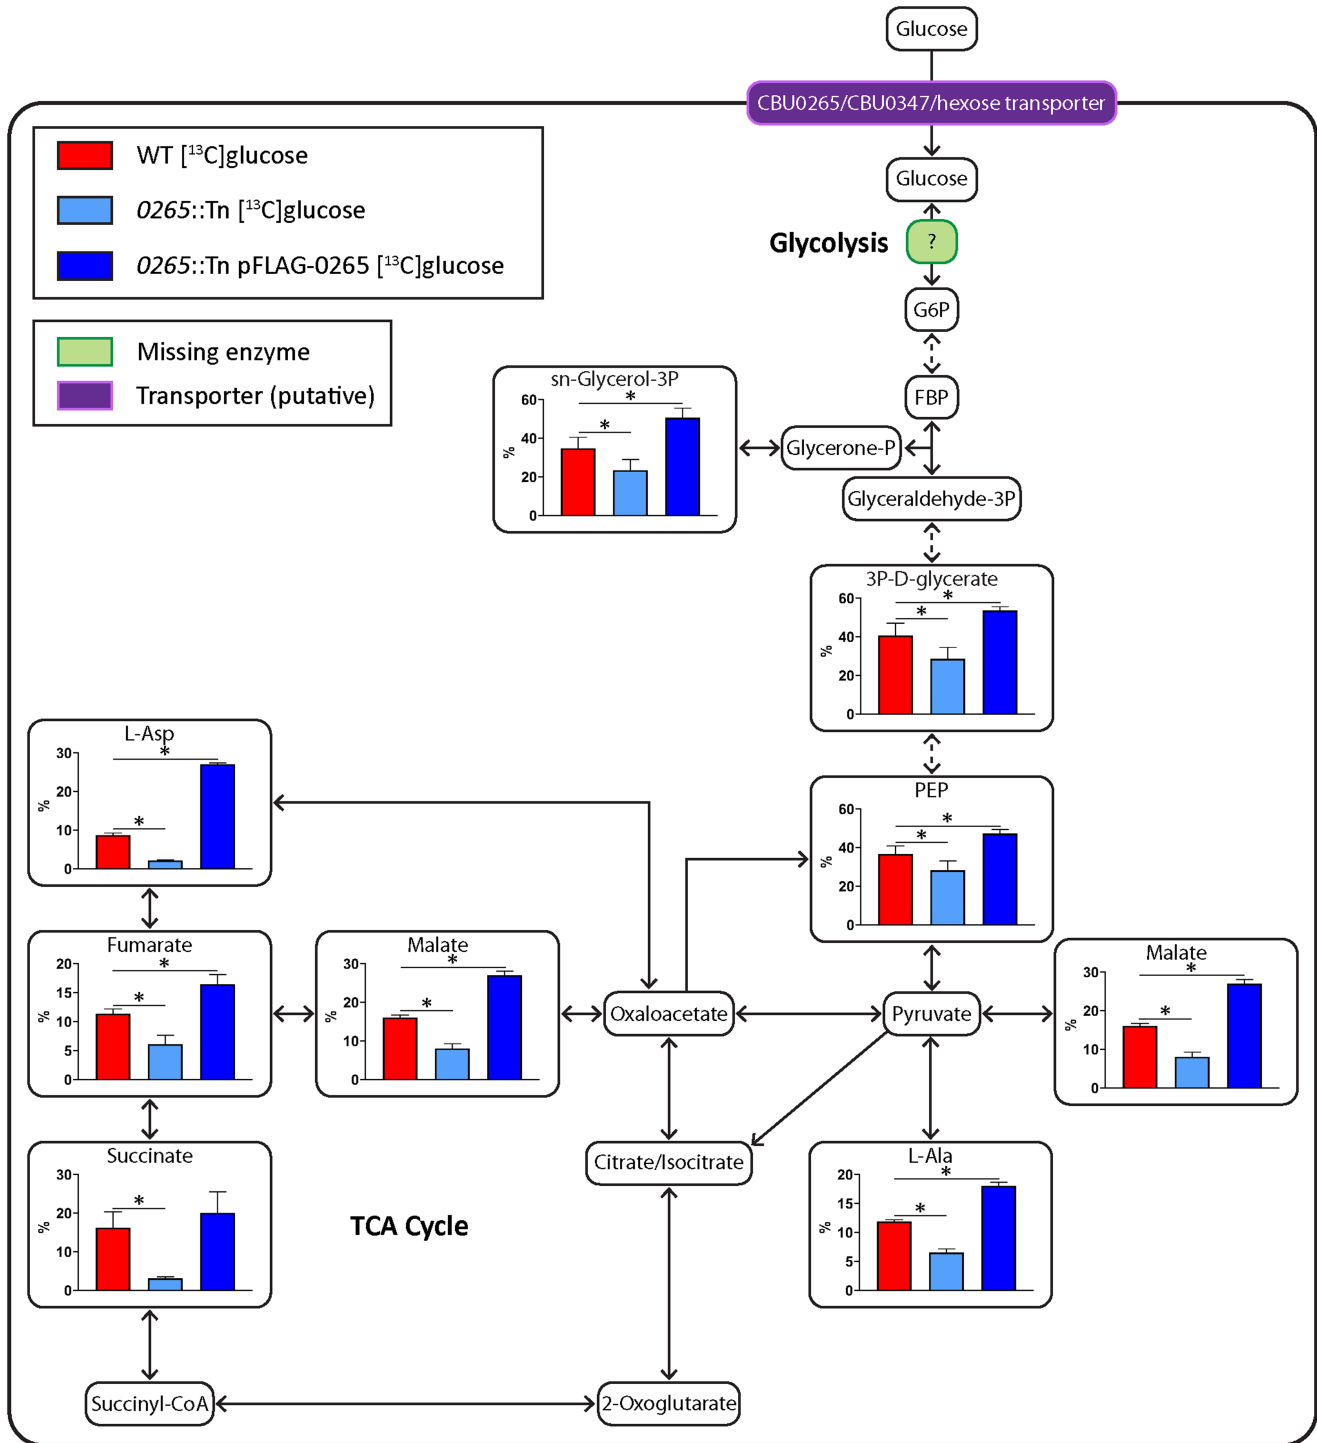 Glucose
CBU0265/CBU0347/hexose transporter
WT [¹³C]glucose
0265::Tn [¹³C]glucose
0265::Tn pFLAG-0265 [¹³C]glucose
Missing enzyme
Transporter (putative)
Glucose
Glycolysis
?
G6P
FBP
sn-Glycerol-3P
60
40
20
0
%
*
*
Glycerone-P
Glyceraldehyde-3P
3P-D-glycerate
60
40
20
0
%
*
*
L-Asp
30
20
10
0
%
*
*
PEP
60
40
20
0
%
*
*
Fumarate
20
15
10
5
0
%
*
*
Malate
30
20
10
0
%
*
*
Oxaloacetate
Pyruvate
Malate
30
20
10
0
%
*
*
Succinate
30
20
10
0
%
*
TCA Cycle
Citrate/Isocitrate
L-Ala
20
15
10
5
0
%
*
*
Succinyl-CoA
2-Oxoglutarate